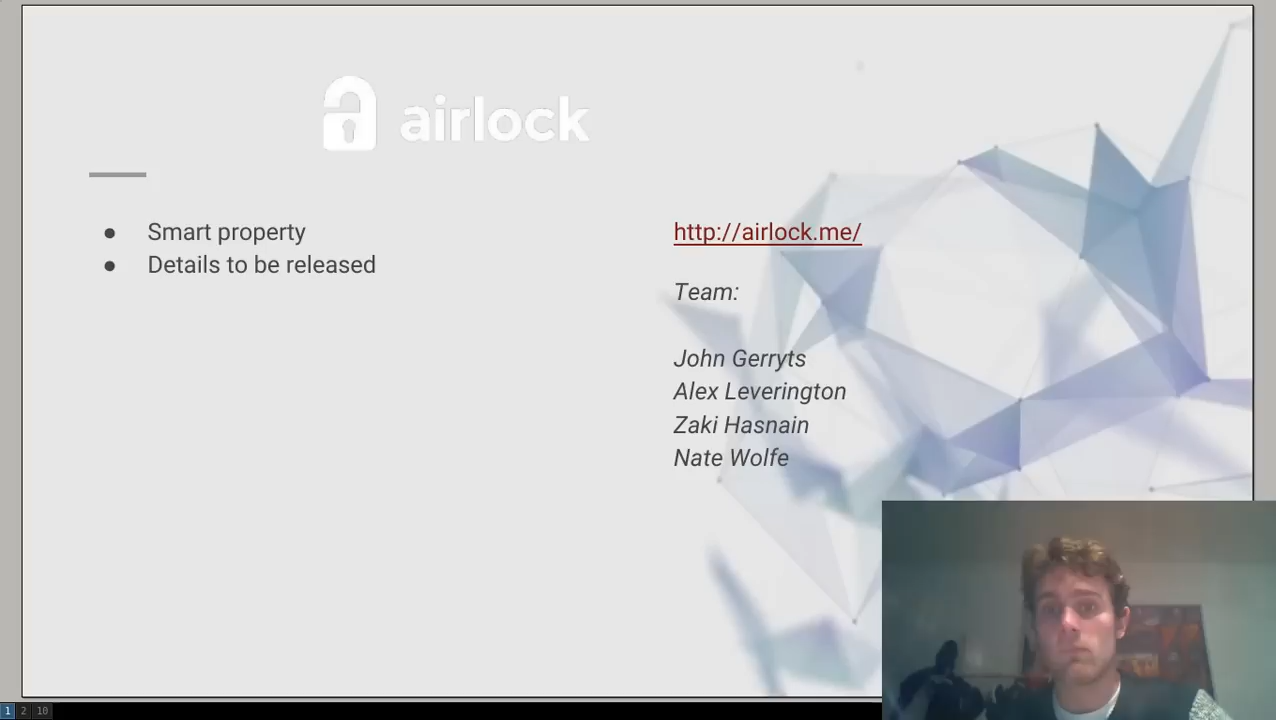 airlock
● Smart property
● Details to be released
http://airlock.me/
Team:
John Gerryts
Alex Leverington
Zaki Hasnain
Nate Wolfe
1 2 10